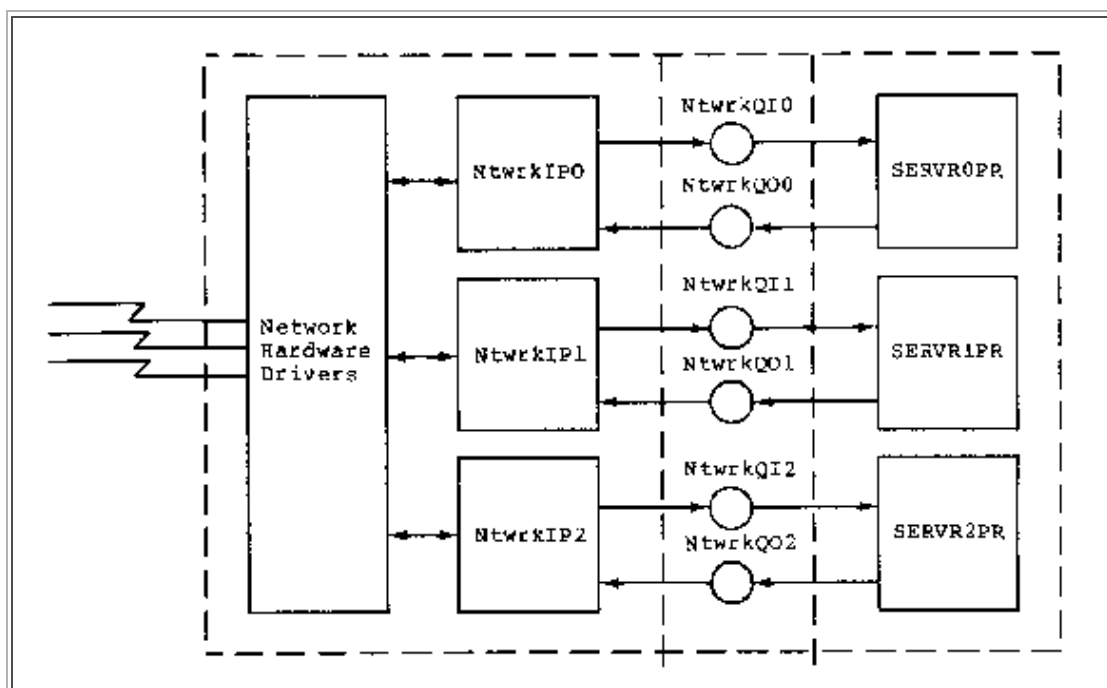 NtwrkQI0
NtwrkIP0
SERVR0PR
NtwrkQO0
NtwrkQI1
Network
Hardware
Drivers
NtwrkIP1
SERVR1PR
NtwrkQO1
NtwrkQI2
NtwrkIP2
SERVR2PR
NtwrkQO2